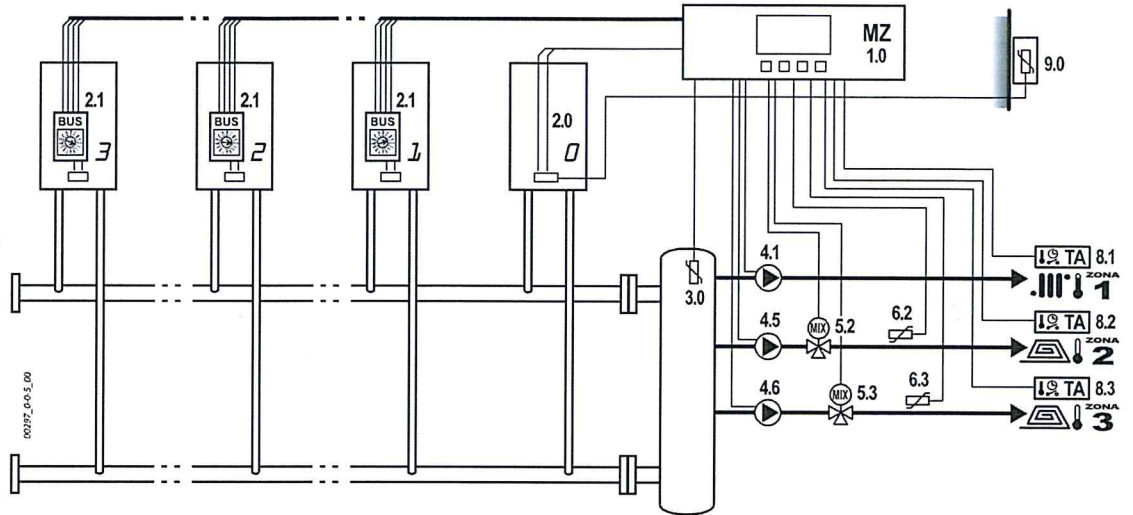 MZ
1.0
9.0
2.1
BUS
3
2.1
BUS
2
2.1
BUS
1
2.0
0
3.0
4.1
TA 8.1
ZONA
1
4.5
MIX 5.2
6.2
TA 8.2
ZONA
2
4.6
MIX 5.3
6.3
TA 8.3
ZONA
3
00297_0-0-5_00